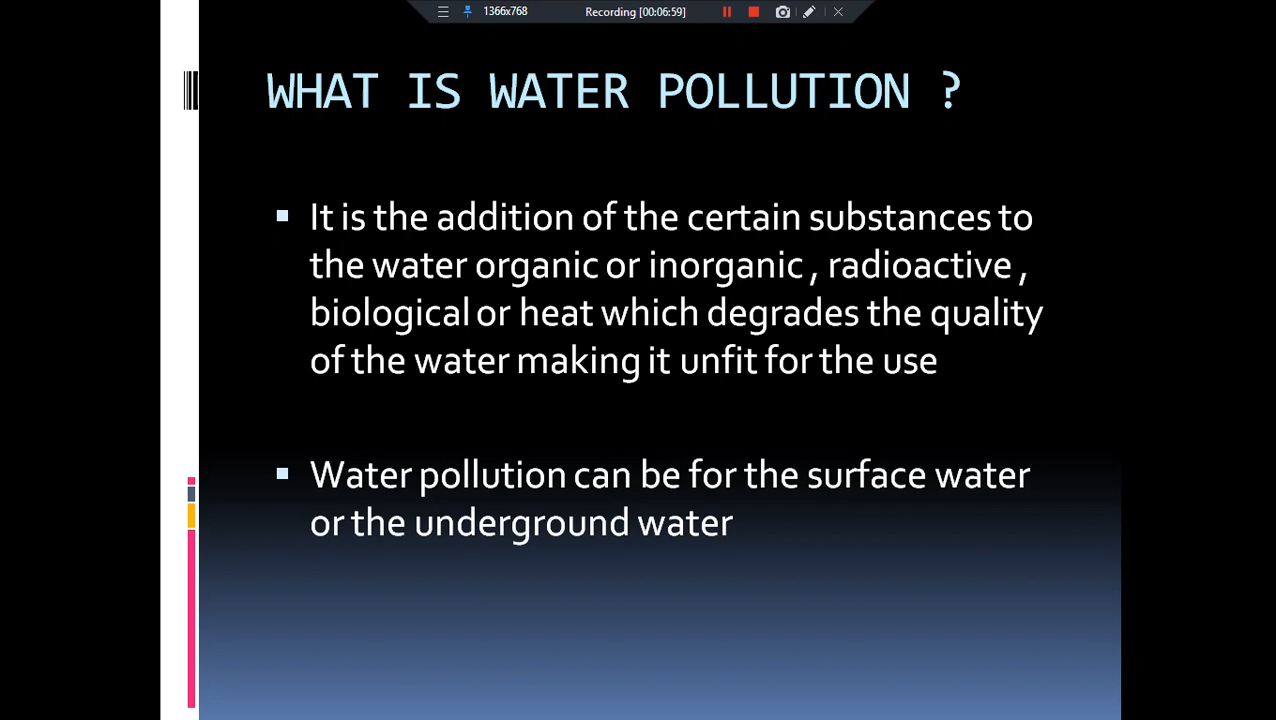 1366x768 Recording [00:06:59]
WHAT IS WATER POLLUTION ?
▪ It is the addition of the certain substances to
the water organic or inorganic , radioactive ,
biological or heat which degrades the quality
of the water making it unfit for the use
▪ Water pollution can be for the surface water
or the underground water